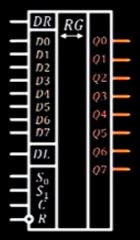 DR RG
D0 Q0
D1 Q1
D2 Q2
D3 Q3
D4 Q4
D5 Q5
D6 Q6
D7 Q7
DL
S0
S1
C
R